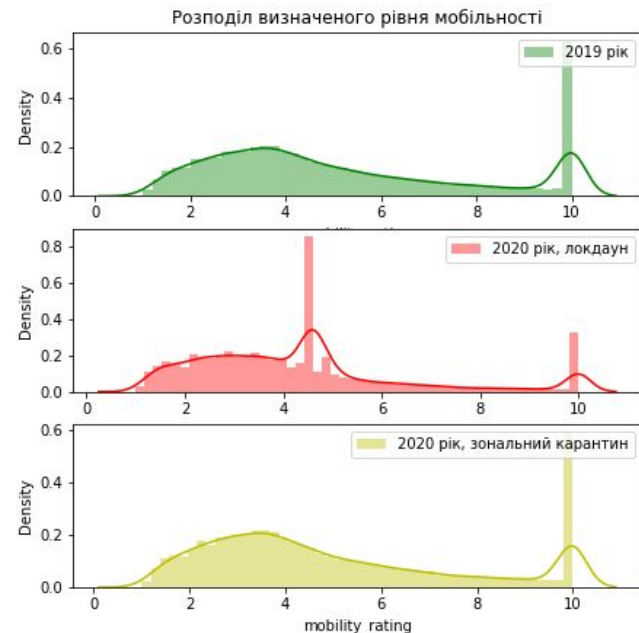 Розподіл визначеного рівня мобільності
2019 рік
Density
0.6
0.4
0.2
0.0
0 2 4 6 8 10
2020 рік, локдаун
Density
0.8
0.6
0.4
0.2
0.0
0 2 4 6 8 10
2020 рік, зональний карантин
Density
0.6
0.4
0.2
0.0
0 2 4 6 8 10
mobility_rating